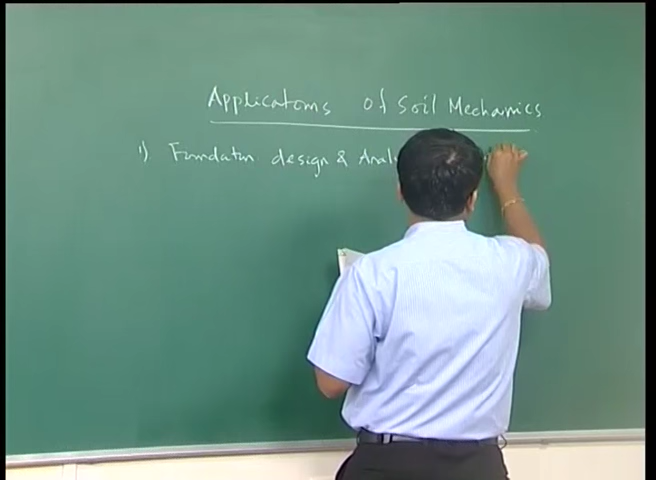 Applications of Soil Mechanics
1) Foundation design & Anal